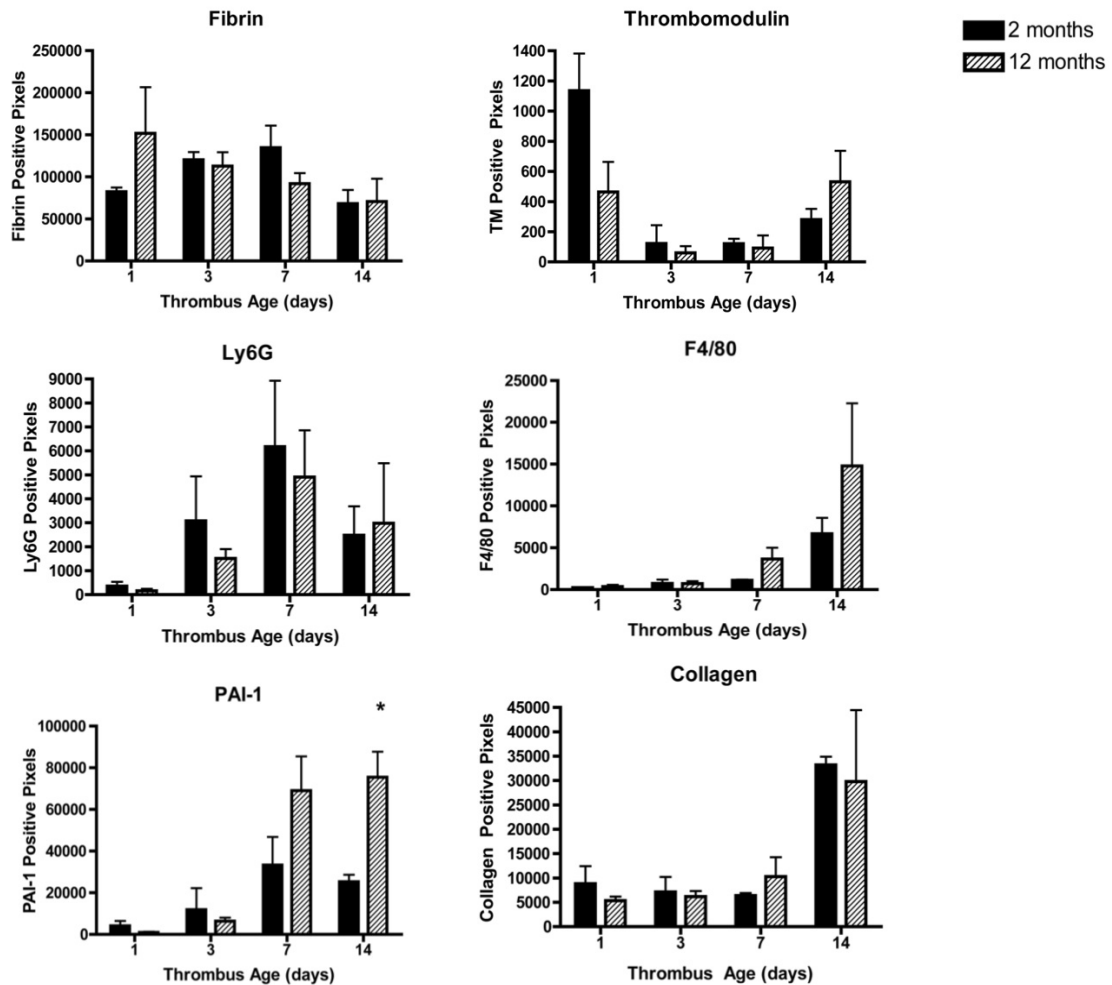 Fibrin
Fibrin Positive Pixels
250000
200000
150000
100000
50000
0
1 3 7 14
Thrombus Age (days)
Thrombomodulin
TM Positive Pixels
1400
1200
1000
800
600
400
200
0
1 3 7 14
Thrombus Age (days)
2 months
12 months
Ly6G
Ly6G Positive Pixels
9000
8000
7000
6000
5000
4000
3000
2000
1000
0
1 3 7 14
Thrombus Age (days)
F4/80
F4/80 Positive Pixels
25000
20000
15000
10000
5000
0
1 3 7 14
Thrombus Age (days)
PAI-1
*
PAI-1 Positive Pixels
100000
80000
60000
40000
20000
0
1 3 7 14
Thrombus Age (days)
Collagen
Collagen Positive Pixels
45000
40000
35000
30000
25000
20000
15000
10000
5000
0
1 3 7 14
Thrombus Age (days)